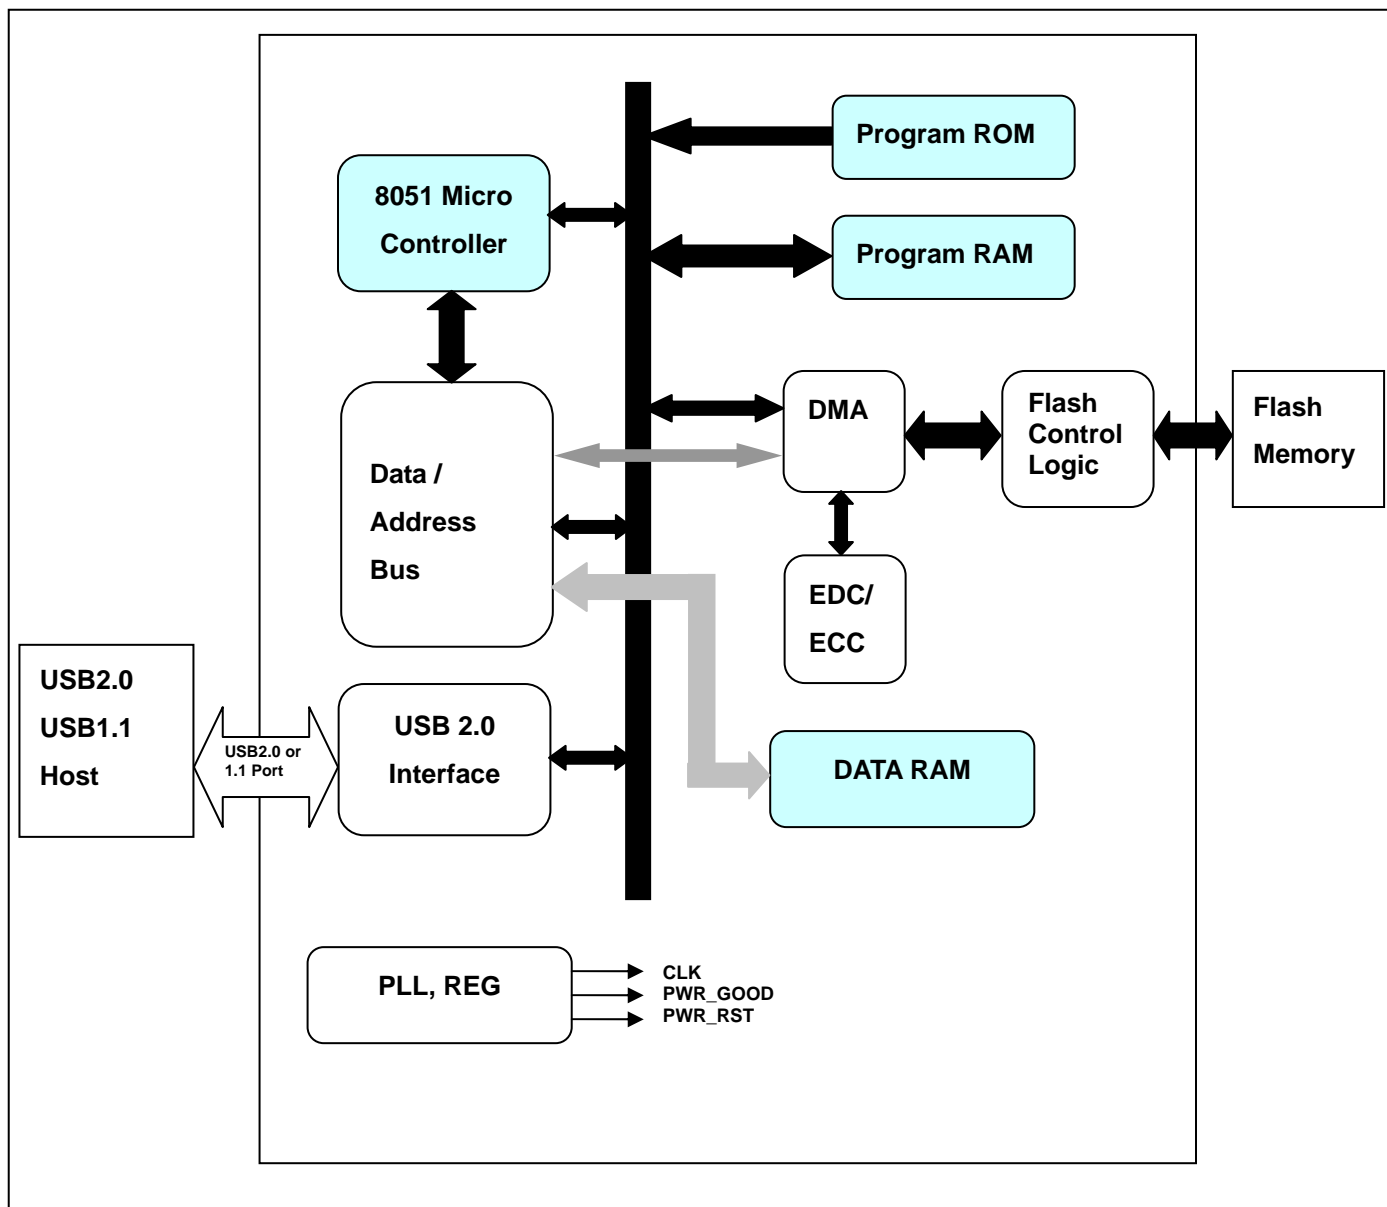 Program ROM
8051 Micro
Controller
Program RAM
DMA
Flash
Control
Logic
Flash
Memory
Data /
Address
Bus
EDC/
ECC
USB2.0
USB1.1
Host
USB2.0 or
1.1 Port
USB 2.0
Interface
DATA RAM
PLL, REG
CLK
PWR_GOOD
PWR_RST